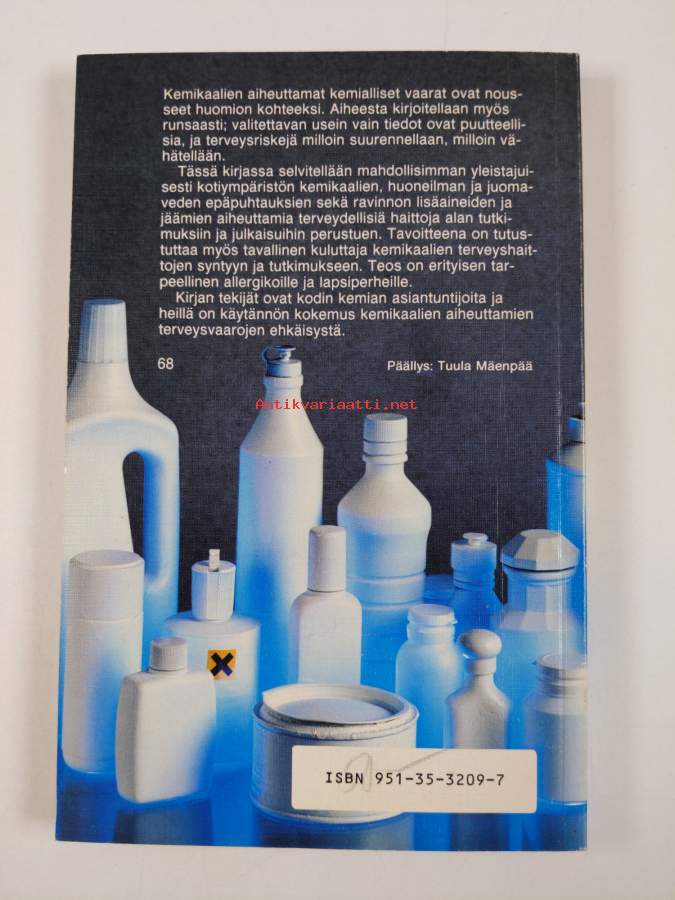 Kemikaalien aiheuttamat kemialliset vaarat ovat nous-
seet huomion kohteeksi. Aiheesta kirjoitellaan myös
runsaasti; valitettavan usein vain tiedot ovat puutteelli-
sia, ja terveysriskejä milloin suurennellaan, milloin vä-
hätellään.
Tässä kirjassa selvitellään mahdollisimman yleistajui-
sesti kotiympäristön kemikaalien, huoneilman ja juoma-
veden epäpuhtauksien sekä ravinnon lisäaineiden ja
jäämien aiheuttamia terveydellisiä haittoja alan tutki-
muksiin ja julkaisuihin perustuen. Tavoitteena on tutus-
tuttaa myös tavallinen kuluttaja kemikaalien terveyshait-
tojen syntyyn ja tutkimukseen. Teos on erityisen tar-
peellinen allergikoille ja lapsiperheille.
Kirjan tekijät ovat kodin kemian asiantuntijoita ja
heillä on käytännön kokemus kemikaalien aiheuttamien
terveysvaarojen ehkäisystä.
68 Päällys: Tuula Mäenpää
Antikvariaatti.net
ISBN 951-35-3209-7